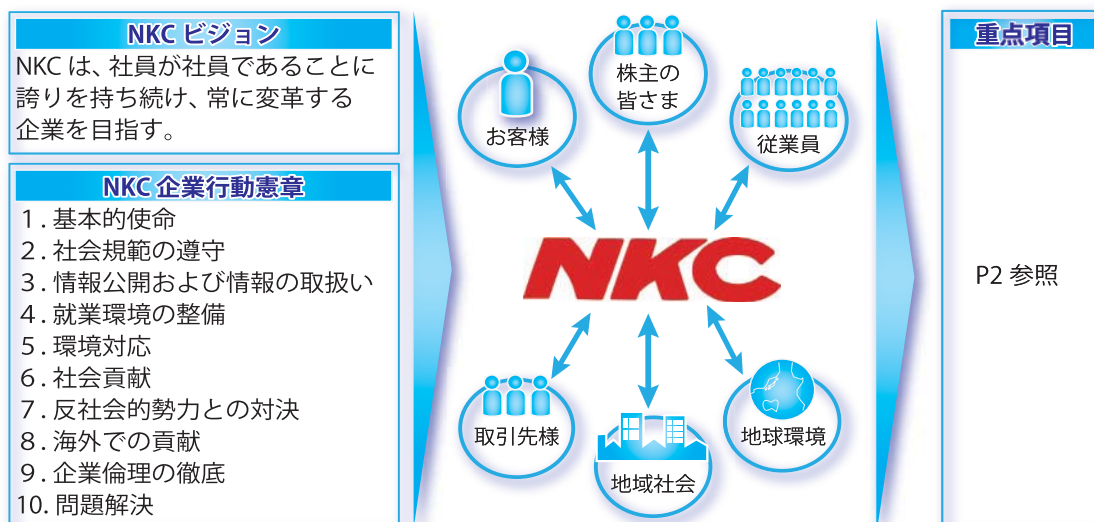 NKC ビジョン
NKC は、社員が社員であることに
誇りを持ち続け、常に変革する
企業を目指す。
NKC 企業行動憲章
1. 基本的使命
2. 社会規範の遵守
3. 情報公開および情報の取扱い
4. 就業環境の整備
5. 環境対応
6. 社会貢献
7. 反社会的勢力との対決
8. 海外での貢献
9. 企業倫理の徹底
10. 問題解決
お客様
株主の
皆さま
従業員
NKC
取引先様
地域社会
地球環境
重点項目
P2 参照